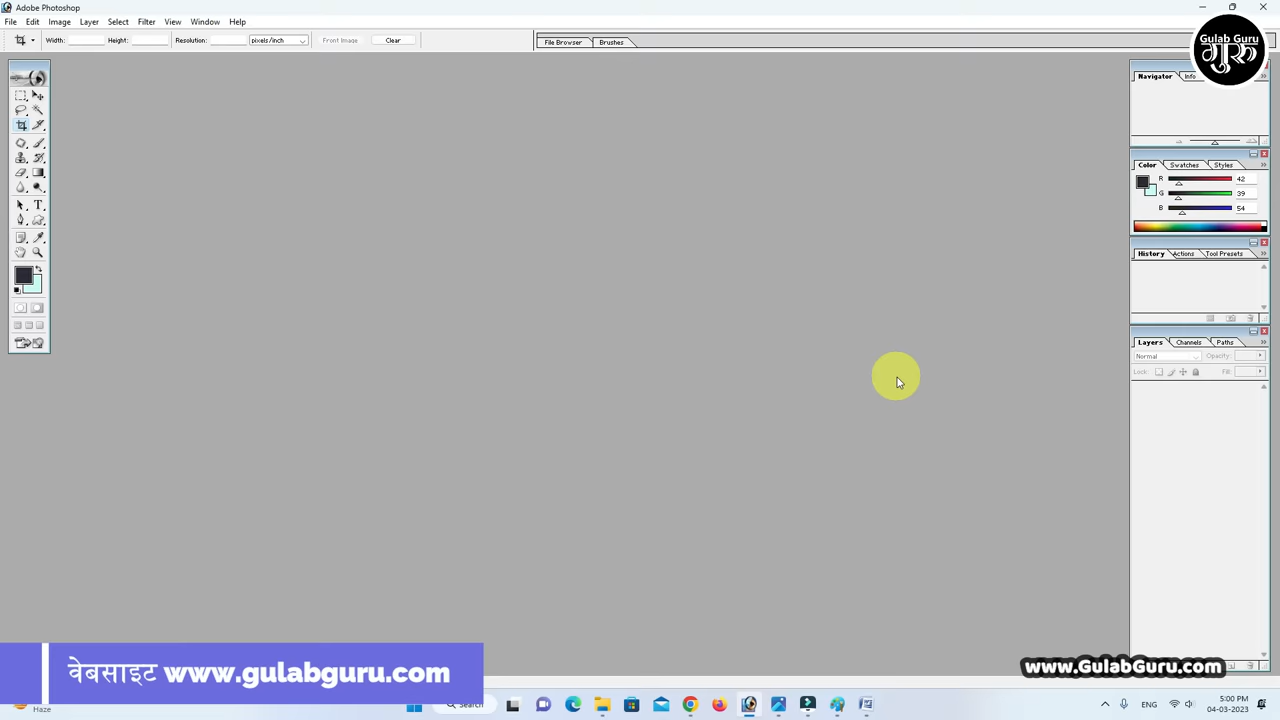 Adobe Photoshop
File Edit Image Layer Select Filter View Window Help
Width: Height: Resolution: pixels/inch Front Image Clear File Browser Brushes
Gulab Guru
गुरु
Navigator Info
Color Swatches Styles
R 42
G 39
B 54
History Actions Tool Presets
Layers Channels Paths
Normal Opacity:
Lock: Fill:
वेबसाइट www.gulabguru.com
www.GulabGuru.com
Haze
Search
ENG
5:00 PM
04-03-2023